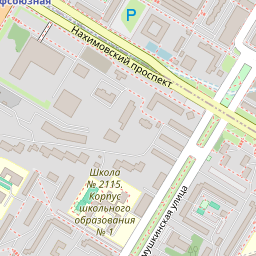 фсоюзная
P
Нахимовский проспект
Школа
№ 2115,
корпус
школьного
образования
№ 1
мушкинская улица